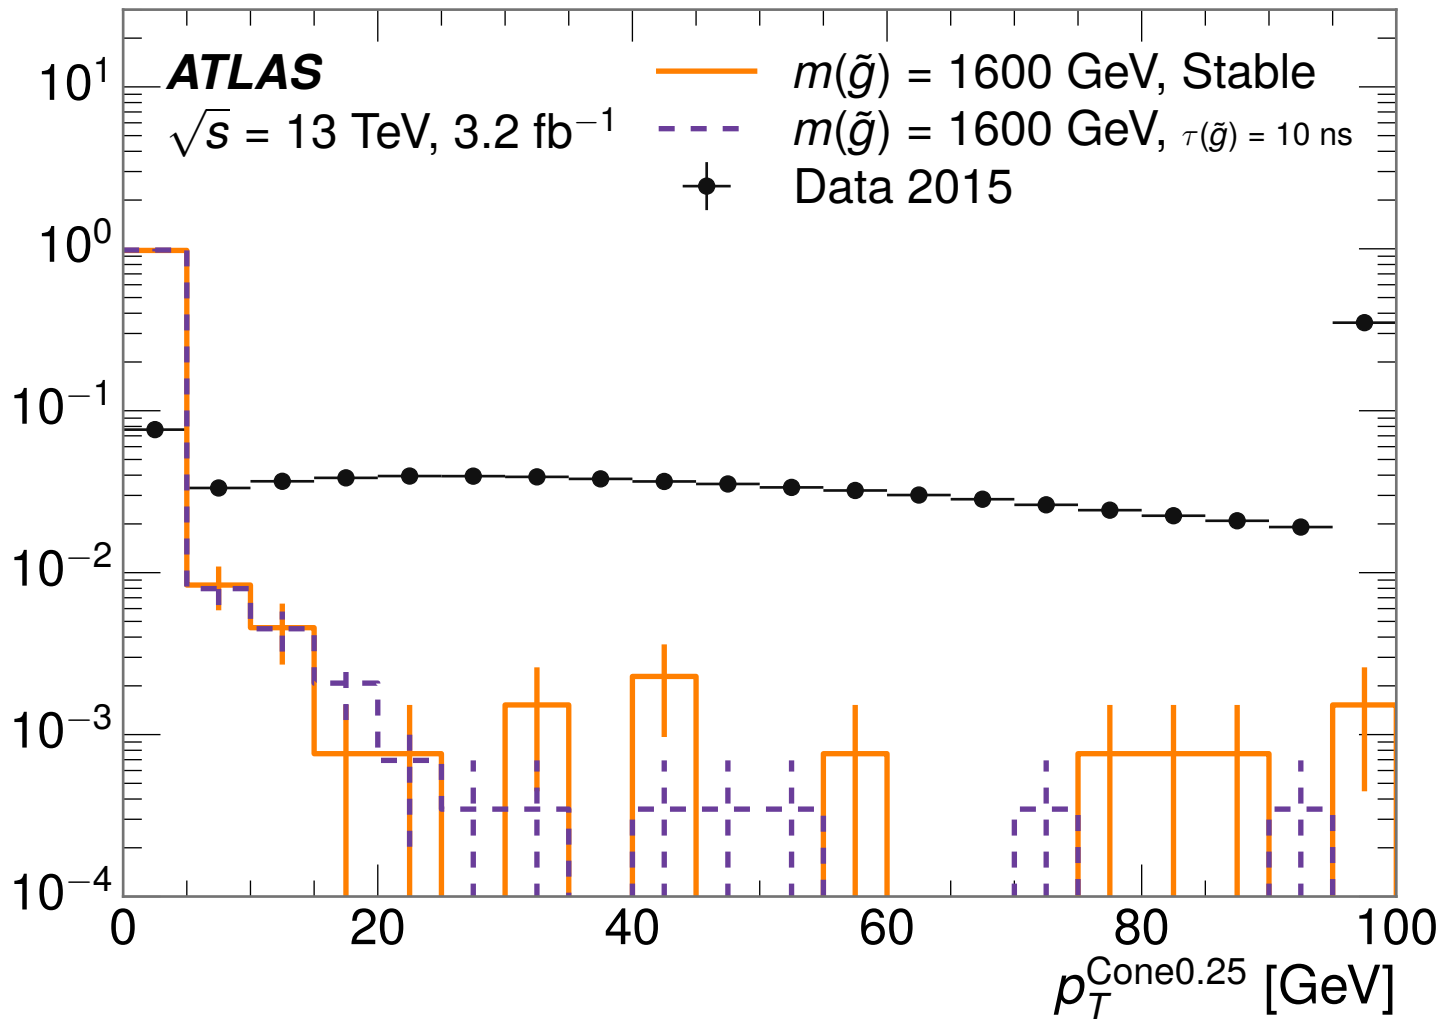 ATLAS
√s = 13 TeV, 3.2 fb⁻¹
m(g̃) = 1600 GeV, Stable
m(g̃) = 1600 GeV, τ(g̃) = 10 ns
Data 2015
10¹
10⁰
10⁻¹
10⁻²
10⁻³
10⁻⁴
0 20 40 60 80 100
p_T^Cone0.25 [GeV]